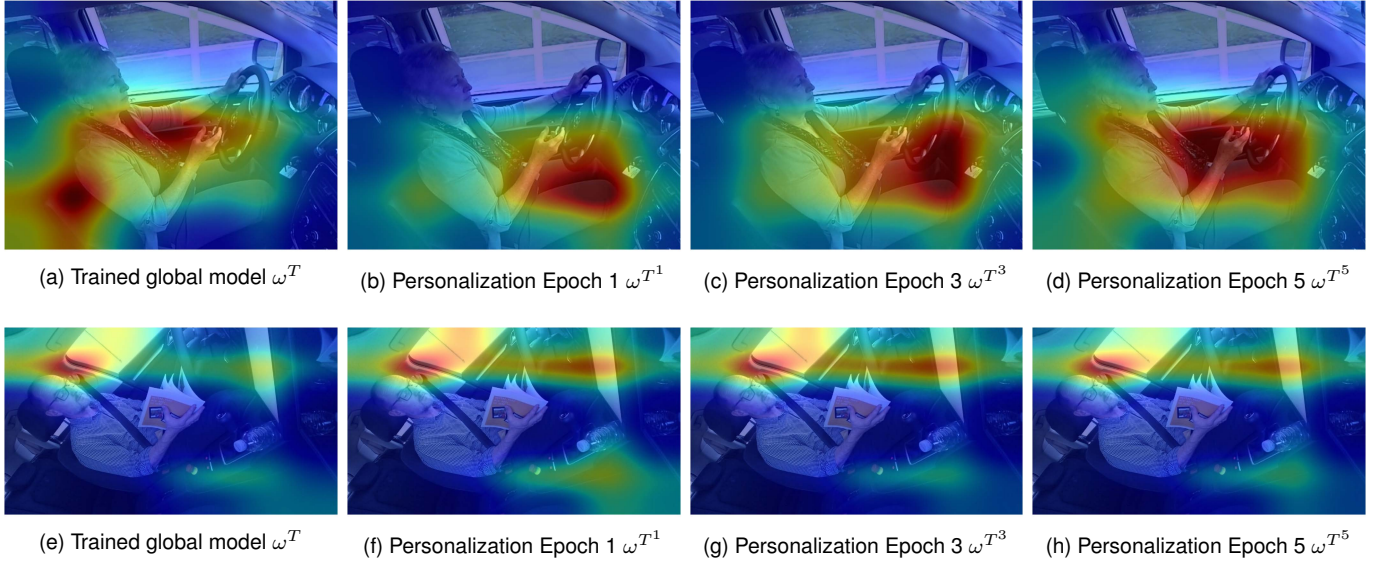 (a) Trained global model ω^T
(b) Personalization Epoch 1 ω^{T^1}
(c) Personalization Epoch 3 ω^{T^3}
(d) Personalization Epoch 5 ω^{T^5}
(e) Trained global model ω^T
(f) Personalization Epoch 1 ω^{T^1}
(g) Personalization Epoch 3 ω^{T^3}
(h) Personalization Epoch 5 ω^{T^5}